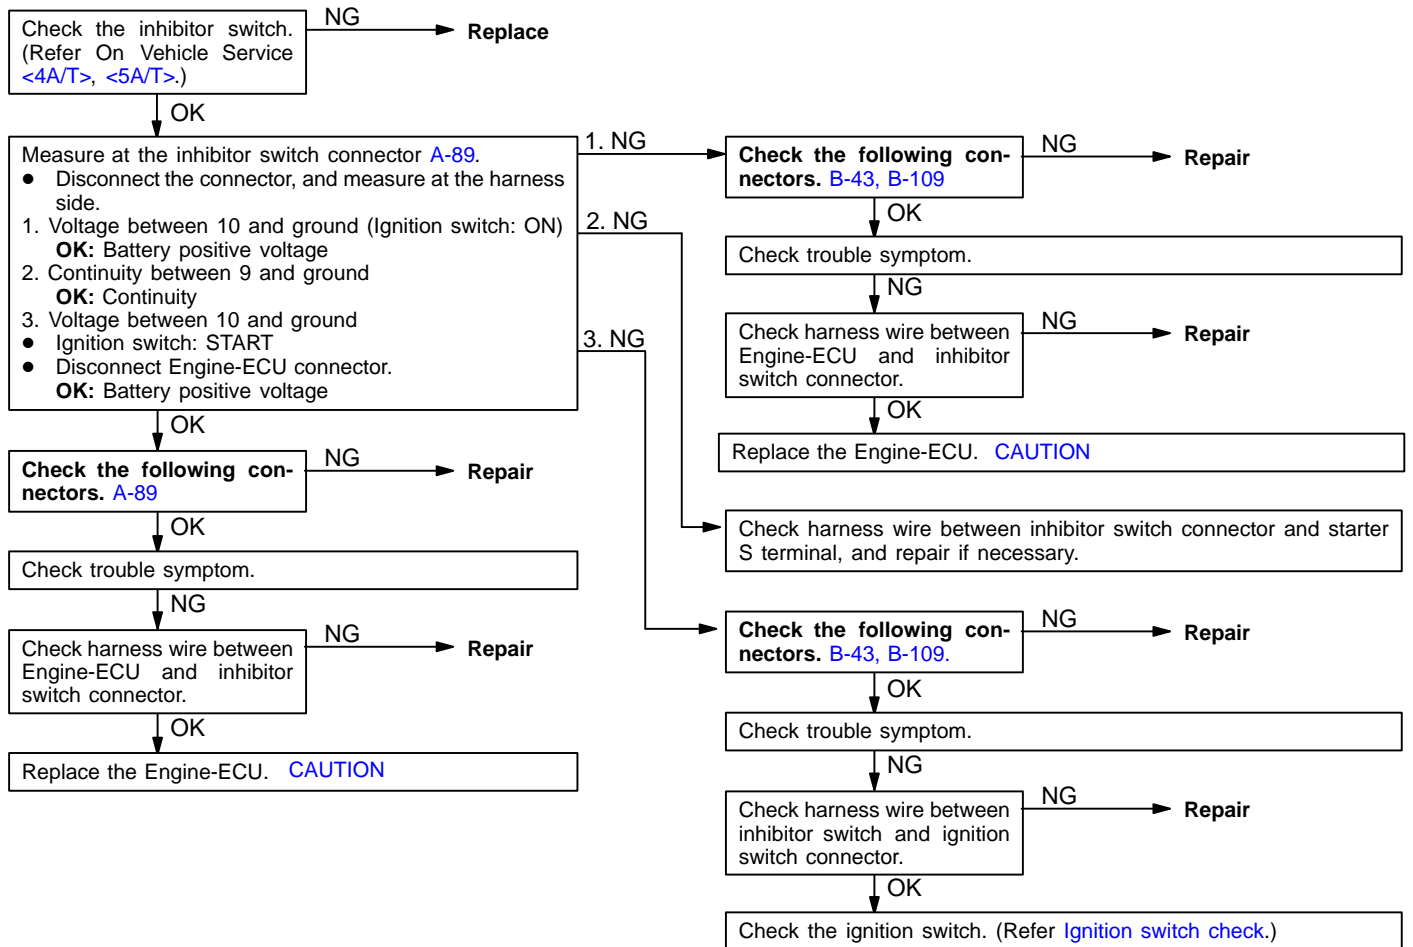 Check the inhibitor switch.
(Refer On Vehicle Service
<4A/T>, <5A/T>.)
NG
Replace
OK
Measure at the inhibitor switch connector A-89.
● Disconnect the connector, and measure at the harness
side.
1. Voltage between 10 and ground (Ignition switch: ON)
OK: Battery positive voltage
2. Continuity between 9 and ground
OK: Continuity
3. Voltage between 10 and ground
● Ignition switch: START
● Disconnect Engine-ECU connector.
OK: Battery positive voltage
OK
Check the following con-
nectors. A-89
NG
Repair
OK
Check trouble symptom.
NG
Check harness wire between
Engine-ECU and inhibitor
switch connector.
NG
Repair
OK
Replace the Engine-ECU. CAUTION
1. NG
Check the following con-
nectors. B-43, B-109
NG
Repair
OK
Check trouble symptom.
NG
Check harness wire between
Engine-ECU and inhibitor
switch connector.
NG
Repair
OK
Replace the Engine-ECU. CAUTION
2. NG
Check harness wire between inhibitor switch connector and starter
S terminal, and repair if necessary.
3. NG
Check the following con-
nectors. B-43, B-109.
NG
Repair
OK
Check trouble symptom.
NG
Check harness wire between
inhibitor switch and ignition
switch connector.
NG
Repair
OK
Check the ignition switch. (Refer Ignition switch check.)